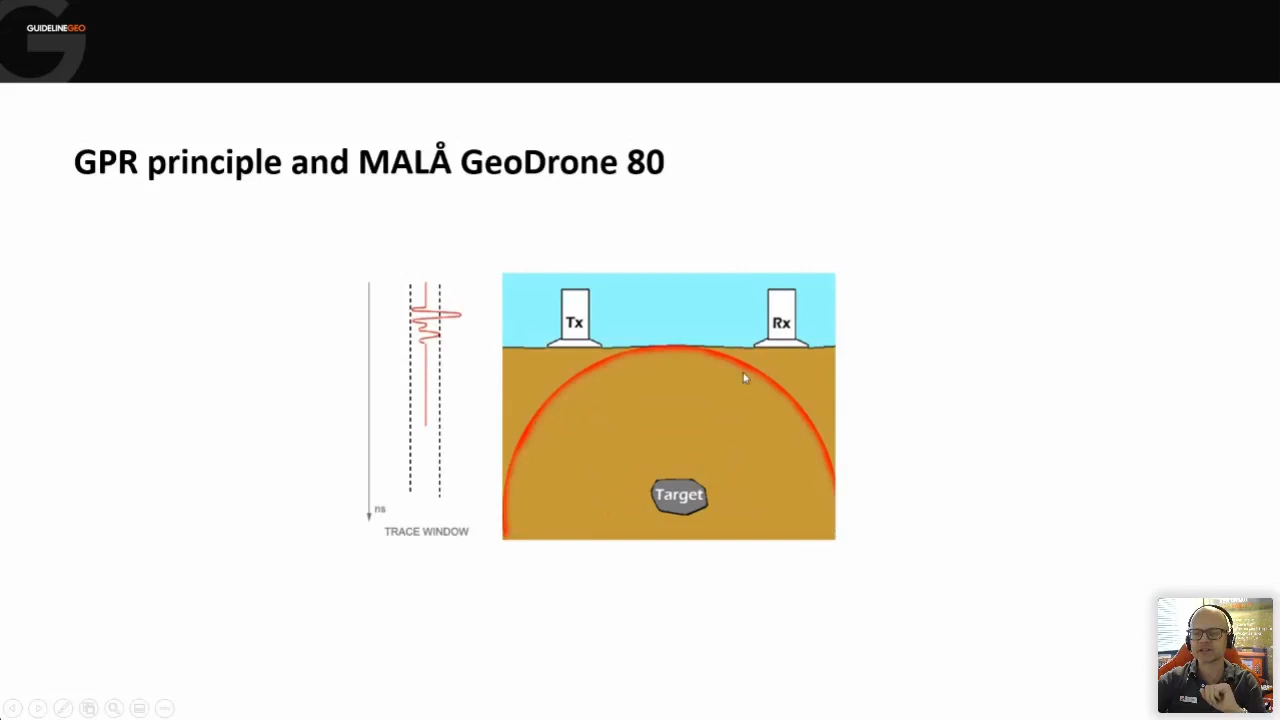 GUIDELINEGEO
GPR principle and MALÅ GeoDrone 80
Tx
Rx
Target
ns
TRACE WINDOW